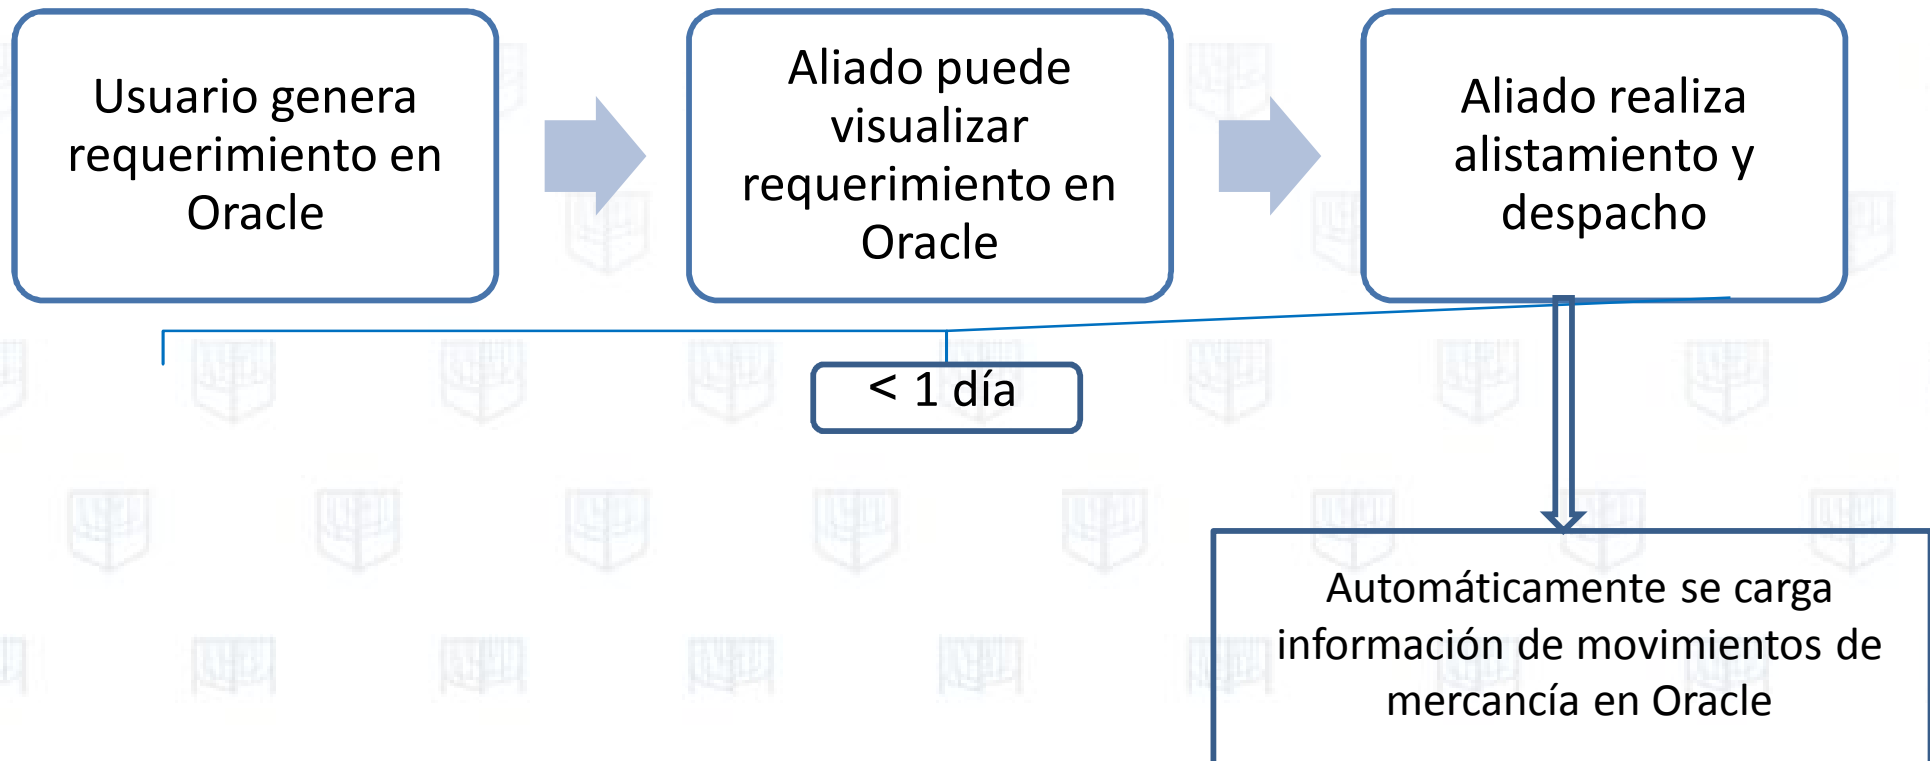 Usuario genera
requerimiento en
Oracle
Aliado puede
visualizar
requerimiento en
Oracle
Aliado realiza
alistamiento y
despacho
< 1 día
Automáticamente se carga
información de movimientos de
mercancía en Oracle